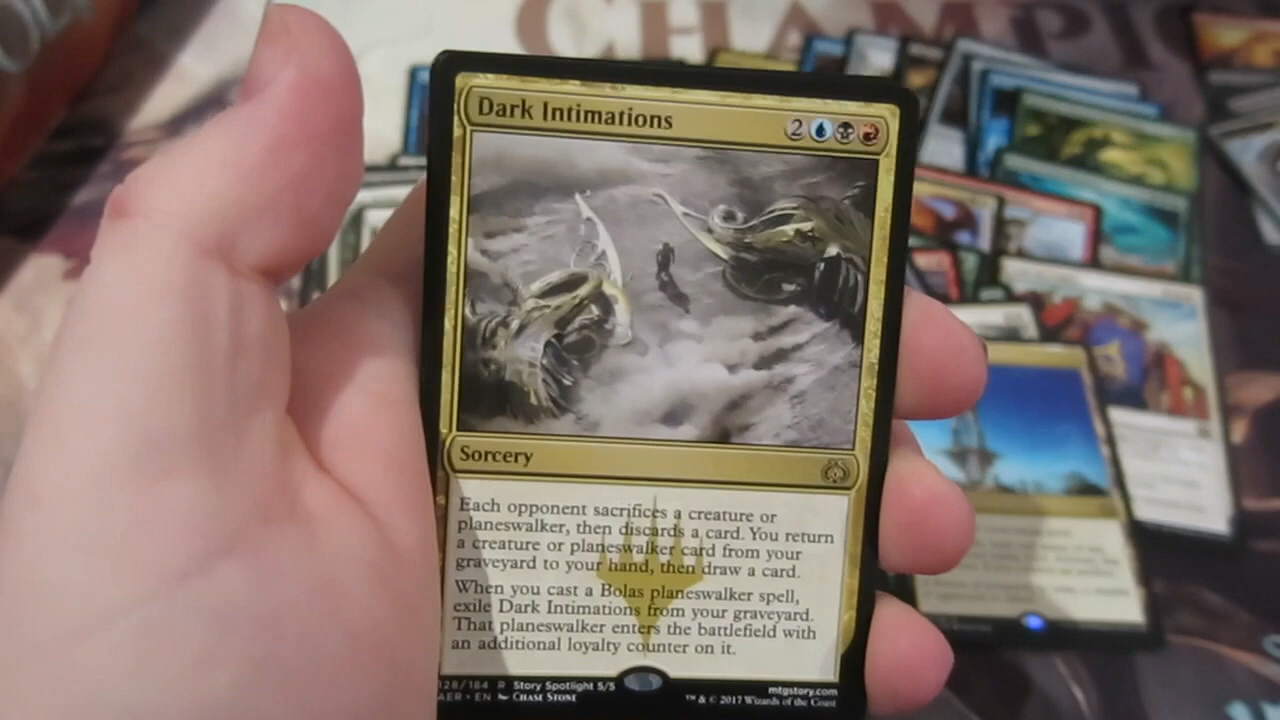 CHAMPIO
Dark Intimations
2
Sorcery
Each opponent sacrifices a creature or
planeswalker, then discards a card. You return
a creature or planeswalker card from your
graveyard to your hand, then draw a card.
When you cast a Bolas planeswalker spell,
exile Dark Intimations from your graveyard.
That planeswalker enters the battlefield with
an additional loyalty counter on it.
128/184 R Story Spotlight 5/5
AER • EN CHASE STONE
mtgstory.com
™ & © 2017 Wizards of the Coast